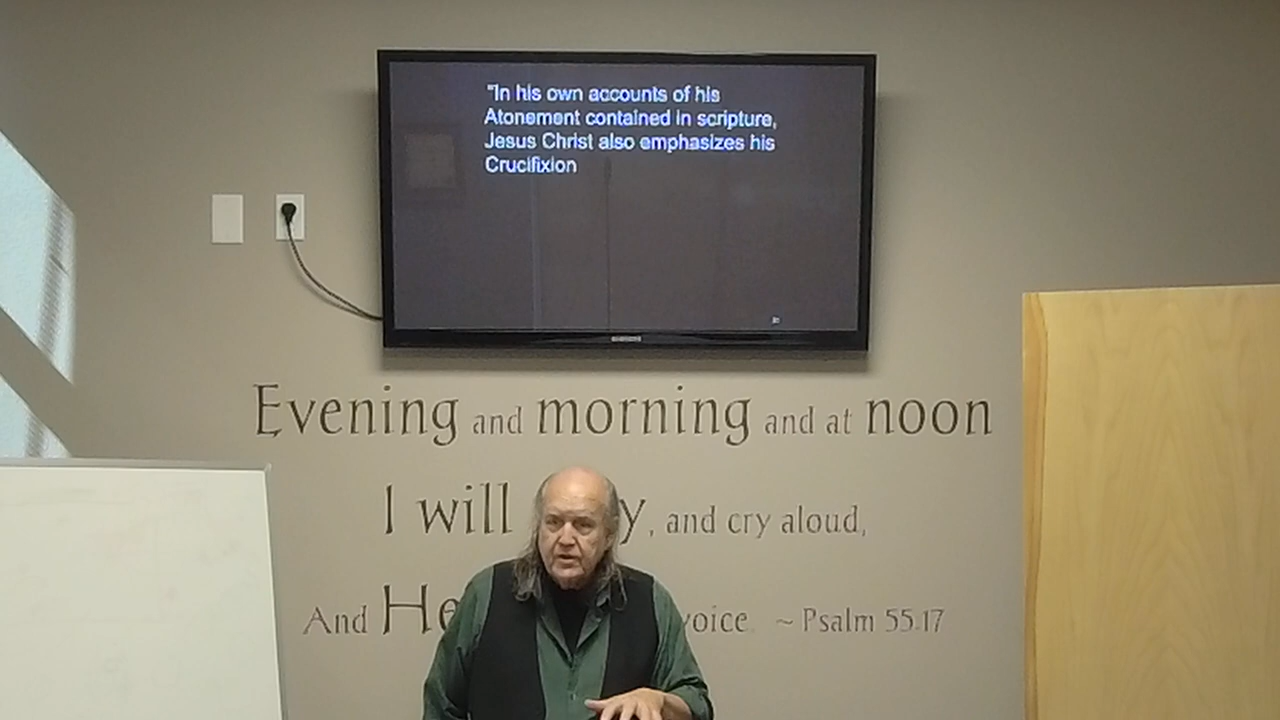 "In his own accounts of his
Atonement contained in scripture,
Jesus Christ also emphasizes his
Crucifixion
Evening and morning and at noon
I will y, and cry aloud,
And He voice. ~ Psalm 55:17